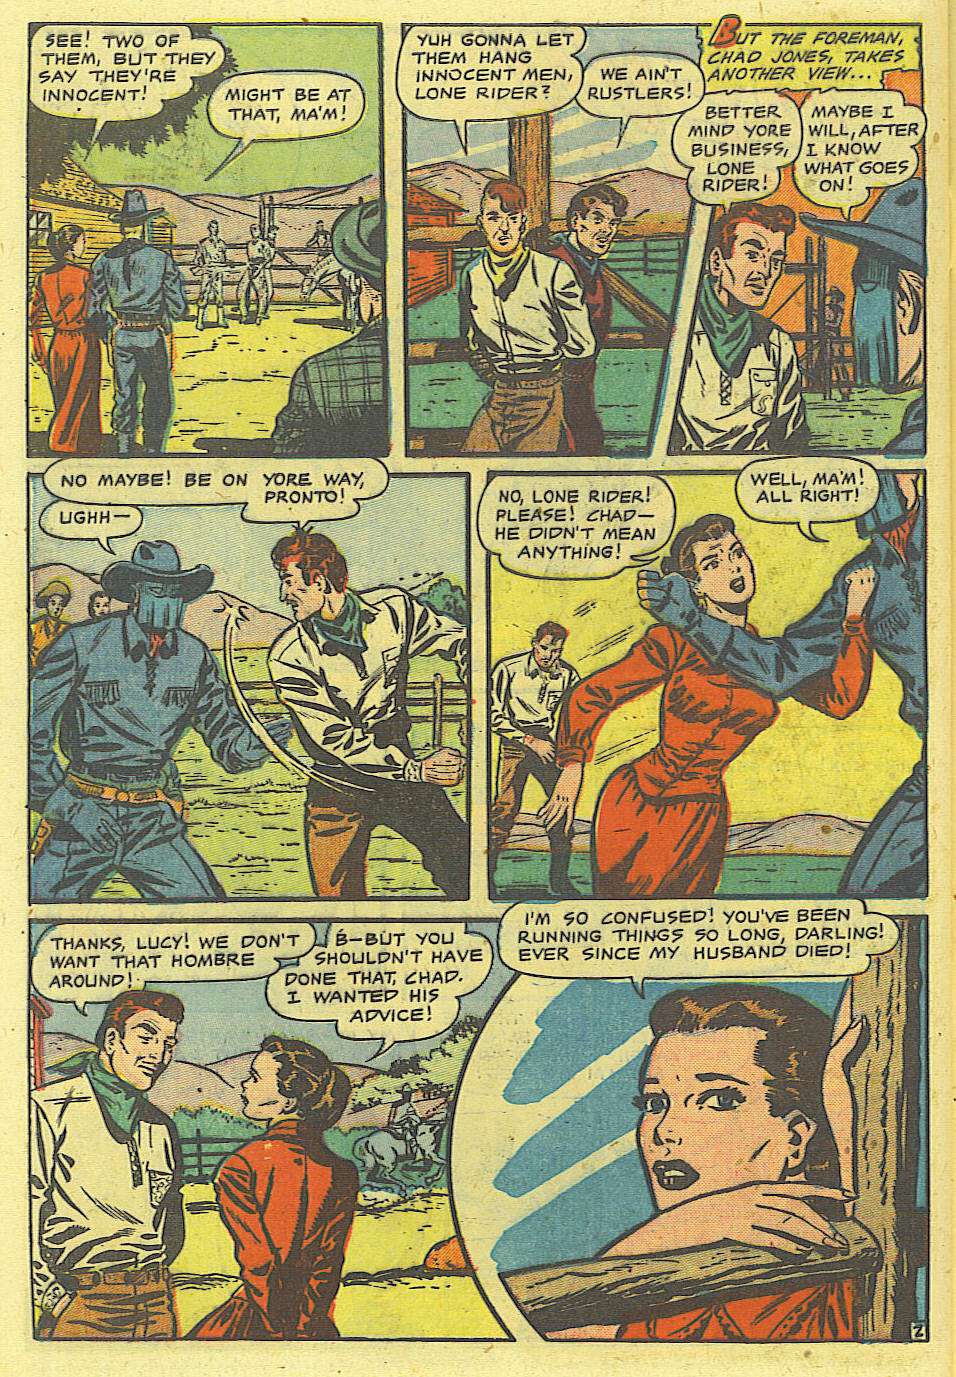 SEE! TWO OF
THEM, BUT THEY
SAY THEY'RE
INNOCENT!
MIGHT BE AT
THAT, MA'M!
YUH GONNA LET
THEM HANG
INNOCENT MEN,
LONE RIDER?
WE AIN'T
RUSTLERS!
BUT THE FOREMAN,
CHAD JONES, TAKES
ANOTHER VIEW...
BETTER
MIND YORE
BUSINESS,
LONE
RIDER!
MAYBE I
WILL, AFTER
I KNOW
WHAT GOES
ON!
NO MAYBE! BE ON YORE WAY,
PRONTO!
UGHH—
NO, LONE RIDER!
PLEASE! CHAD—
HE DIDN'T MEAN
ANYTHING!
WELL, MA'M!
ALL RIGHT!
THANKS, LUCY! WE DON'T
WANT THAT HOMBRE
AROUND!
B-BUT YOU
SHOULDN'T HAVE
DONE THAT, CHAD.
I WANTED HIS
ADVICE!
I'M SO CONFUSED! YOU'VE BEEN
RUNNING THINGS SO LONG, DARLING!
EVER SINCE MY HUSBAND DIED!
2